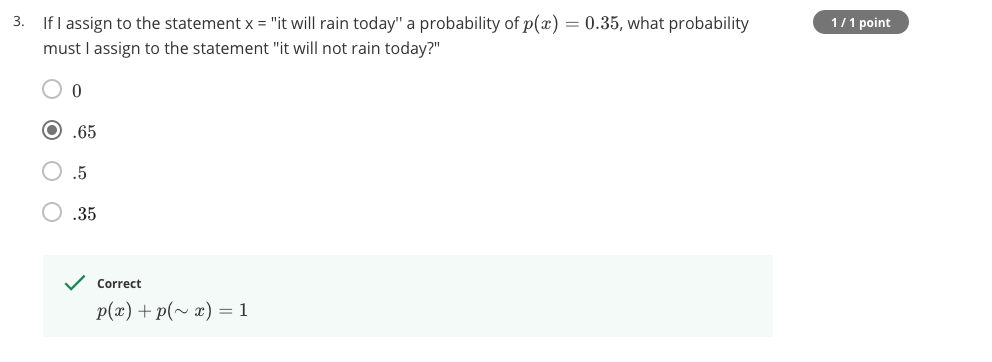 3. If I assign to the statement x = "it will rain today'' a probability of p(x) = 0.35, what probability
must I assign to the statement "it will not rain today?"
1 / 1 point
0
.65
.5
.35
Correct
p(x) + p(∼ x) = 1